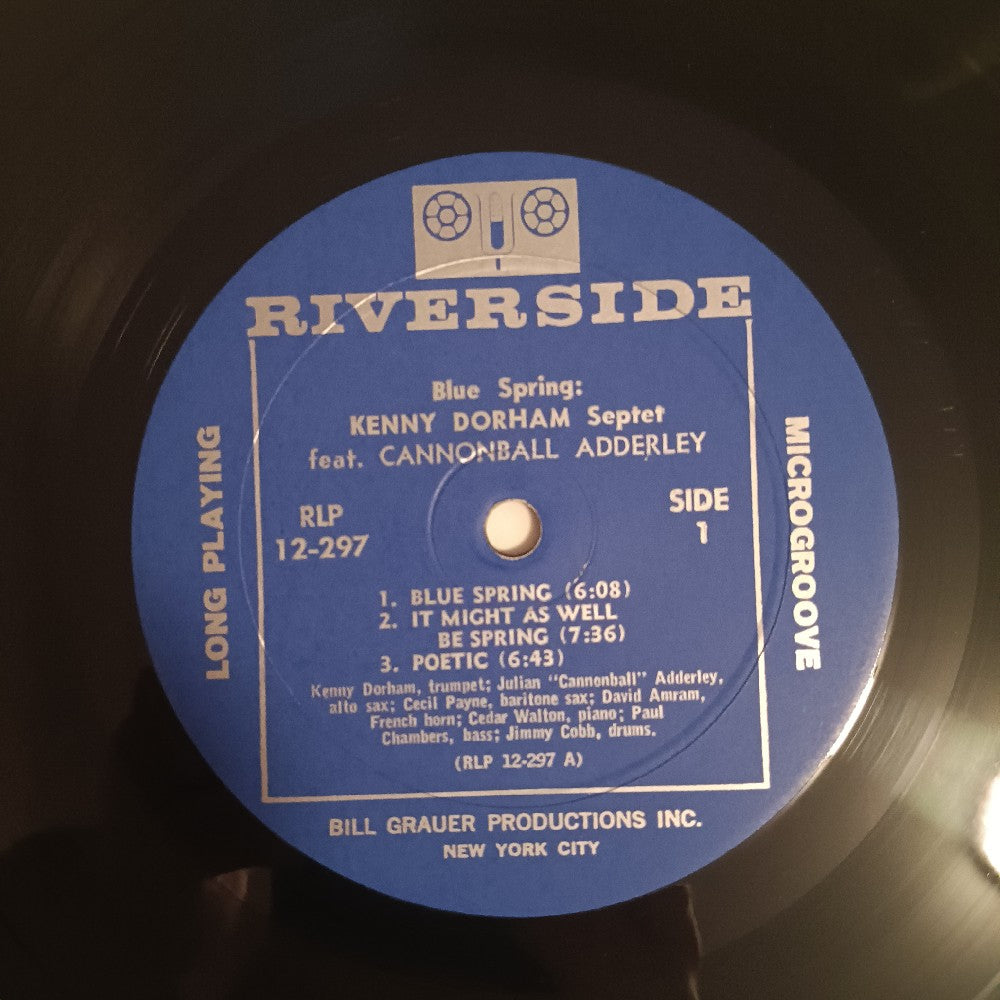 RIVERSIDE
Blue Spring:
KENNY DORHAM Septet
feat. CANNONBALL ADDERLEY
LONG PLAYING
MICROGROOVE
RLP
12-297
SIDE
1
1. BLUE SPRING (6:08)
2. IT MIGHT AS WELL
BE SPRING (7:36)
3. POETIC (6:43)
Kenny Dorham, trumpet; Julian "Cannonball" Adderley,
alto sax; Cecil Payne, baritone sax; David Amram,
French horn; Cedar Walton, piano; Paul
Chambers, bass; Jimmy Cobb, drums.
(RLP 12-297 A)
BILL GRAUER PRODUCTIONS INC.
NEW YORK CITY